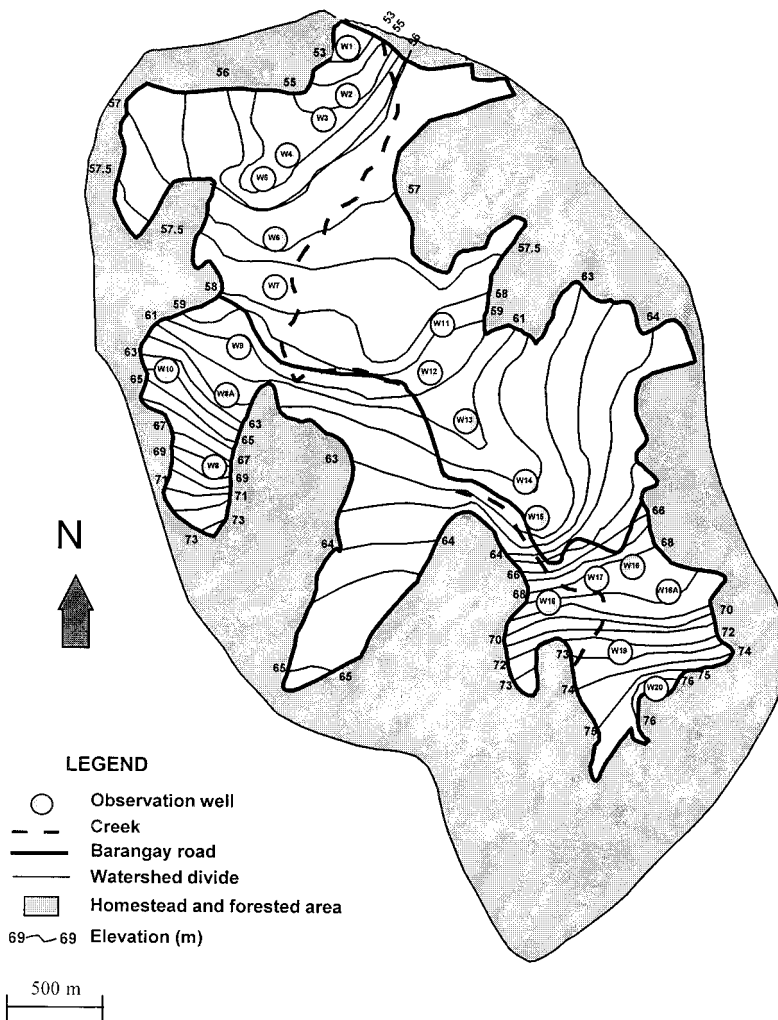 53
55
56
53
W1
56
55
W2
57
W3
W4
57.5
W5
57
57.5
W6
57.5
63
58
W7
58
59
59
61
61
W11
64
63
W9
W10
W12
65
W8A
67
63
W13
69
65
63
W8
67
71
69
W14
71
73
73
W15
66
64
64
64
68
66
W16
W17
68
W18
W16A
70
70
72
72
73
W19
74
73
74
75
76
W20
65
65
75
76
N
LEGEND
Observation well
Creek
Barangay road
Watershed divide
Homestead and forested area
69 69 Elevation (m)
500 m